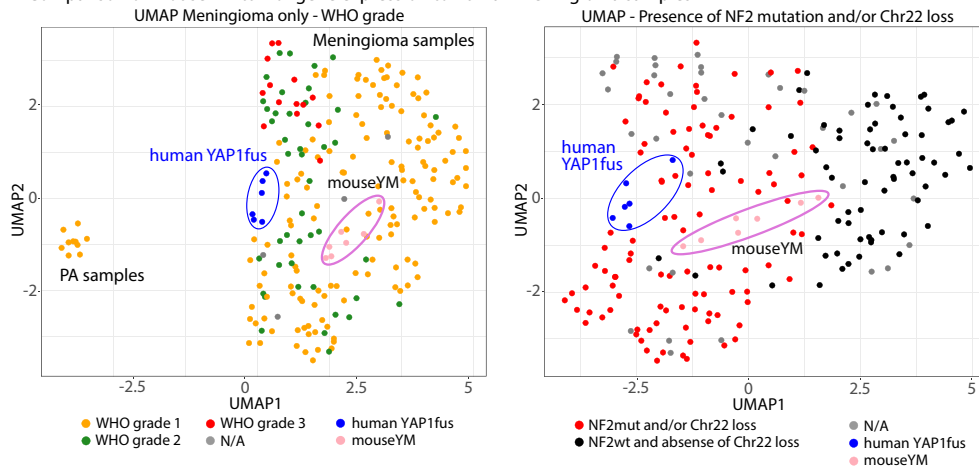 UMAP Meningioma only - WHO grade
Meningioma samples
human YAP1fus
mouseYM
PA samples
2
0
-2
UMAP2
-2.5
0
2.5
5
UMAP1
WHO grade 1
WHO grade 3
human YAP1fus
WHO grade 2
N/A
mouseYM
UMAP - Presence of NF2 mutation and/or Chr22 loss
human
YAP1fus
mouseYM
2
0
-2
UMAP2
-2.5
0
2.5
5
UMAP1
NF2mut and/or Chr22 loss
N/A
NF2wt and absense of Chr22 loss
human YAP1fus
mouseYM